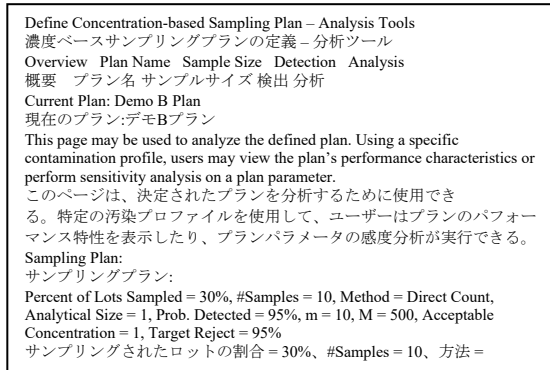 Define Concentration-based Sampling Plan – Analysis Tools
濃度ベースサンプリングプランの定義 – 分析ツール
Overview Plan Name Sample Size Detection Analysis
概要　プラン名 サンプルサイズ 検出 分析
Current Plan: Demo B Plan
現在のプラン:デモBプラン
This page may be used to analyze the defined plan. Using a specific
contamination profile, users may view the plan's performance characteristics or
perform sensitivity analysis on a plan parameter.
このページは、決定されたプランを分析するために使用でき
る。特定の汚染プロファイルを使用して、ユーザーはプランのパフォー
マンス特性を表示したり、プランパラメータの感度分析が実行できる。
Sampling Plan:
サンプリングプラン:
Percent of Lots Sampled = 30%, #Samples = 10, Method = Direct Count,
Analytical Size = 1, Prob. Detected = 95%, m = 10, M = 500, Acceptable
Concentration = 1, Target Reject = 95%
サンプリングされたロットの割合 = 30%、#Samples = 10、方法 =